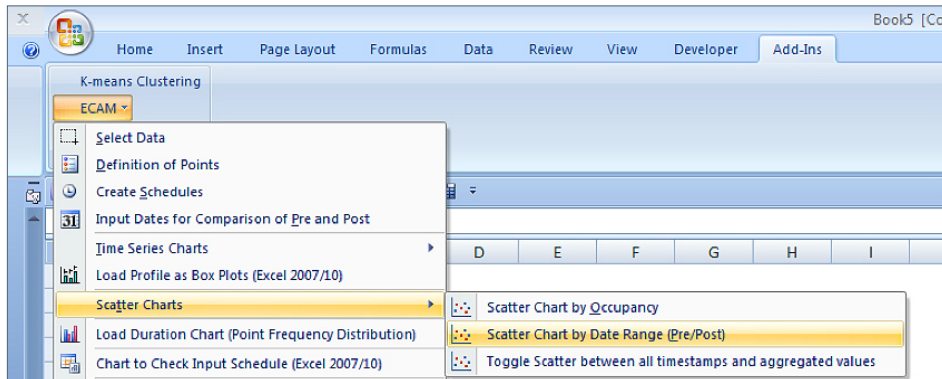 Book5 [Co
Home Insert Page Layout Formulas Data Review View Developer Add-Ins
K-means Clustering
ECAM
Select Data
Definition of Points
Create Schedules
31 Input Dates for Comparison of Pre and Post
Time Series Charts
D E F G H I
Load Profile as Box Plots (Excel 2007/10)
Scatter Charts
Scatter Chart by Occupancy
Load Duration Chart (Point Frequency Distribution)
Scatter Chart by Date Range (Pre/Post)
Chart to Check Input Schedule (Excel 2007/10)
Toggle Scatter between all timestamps and aggregated values